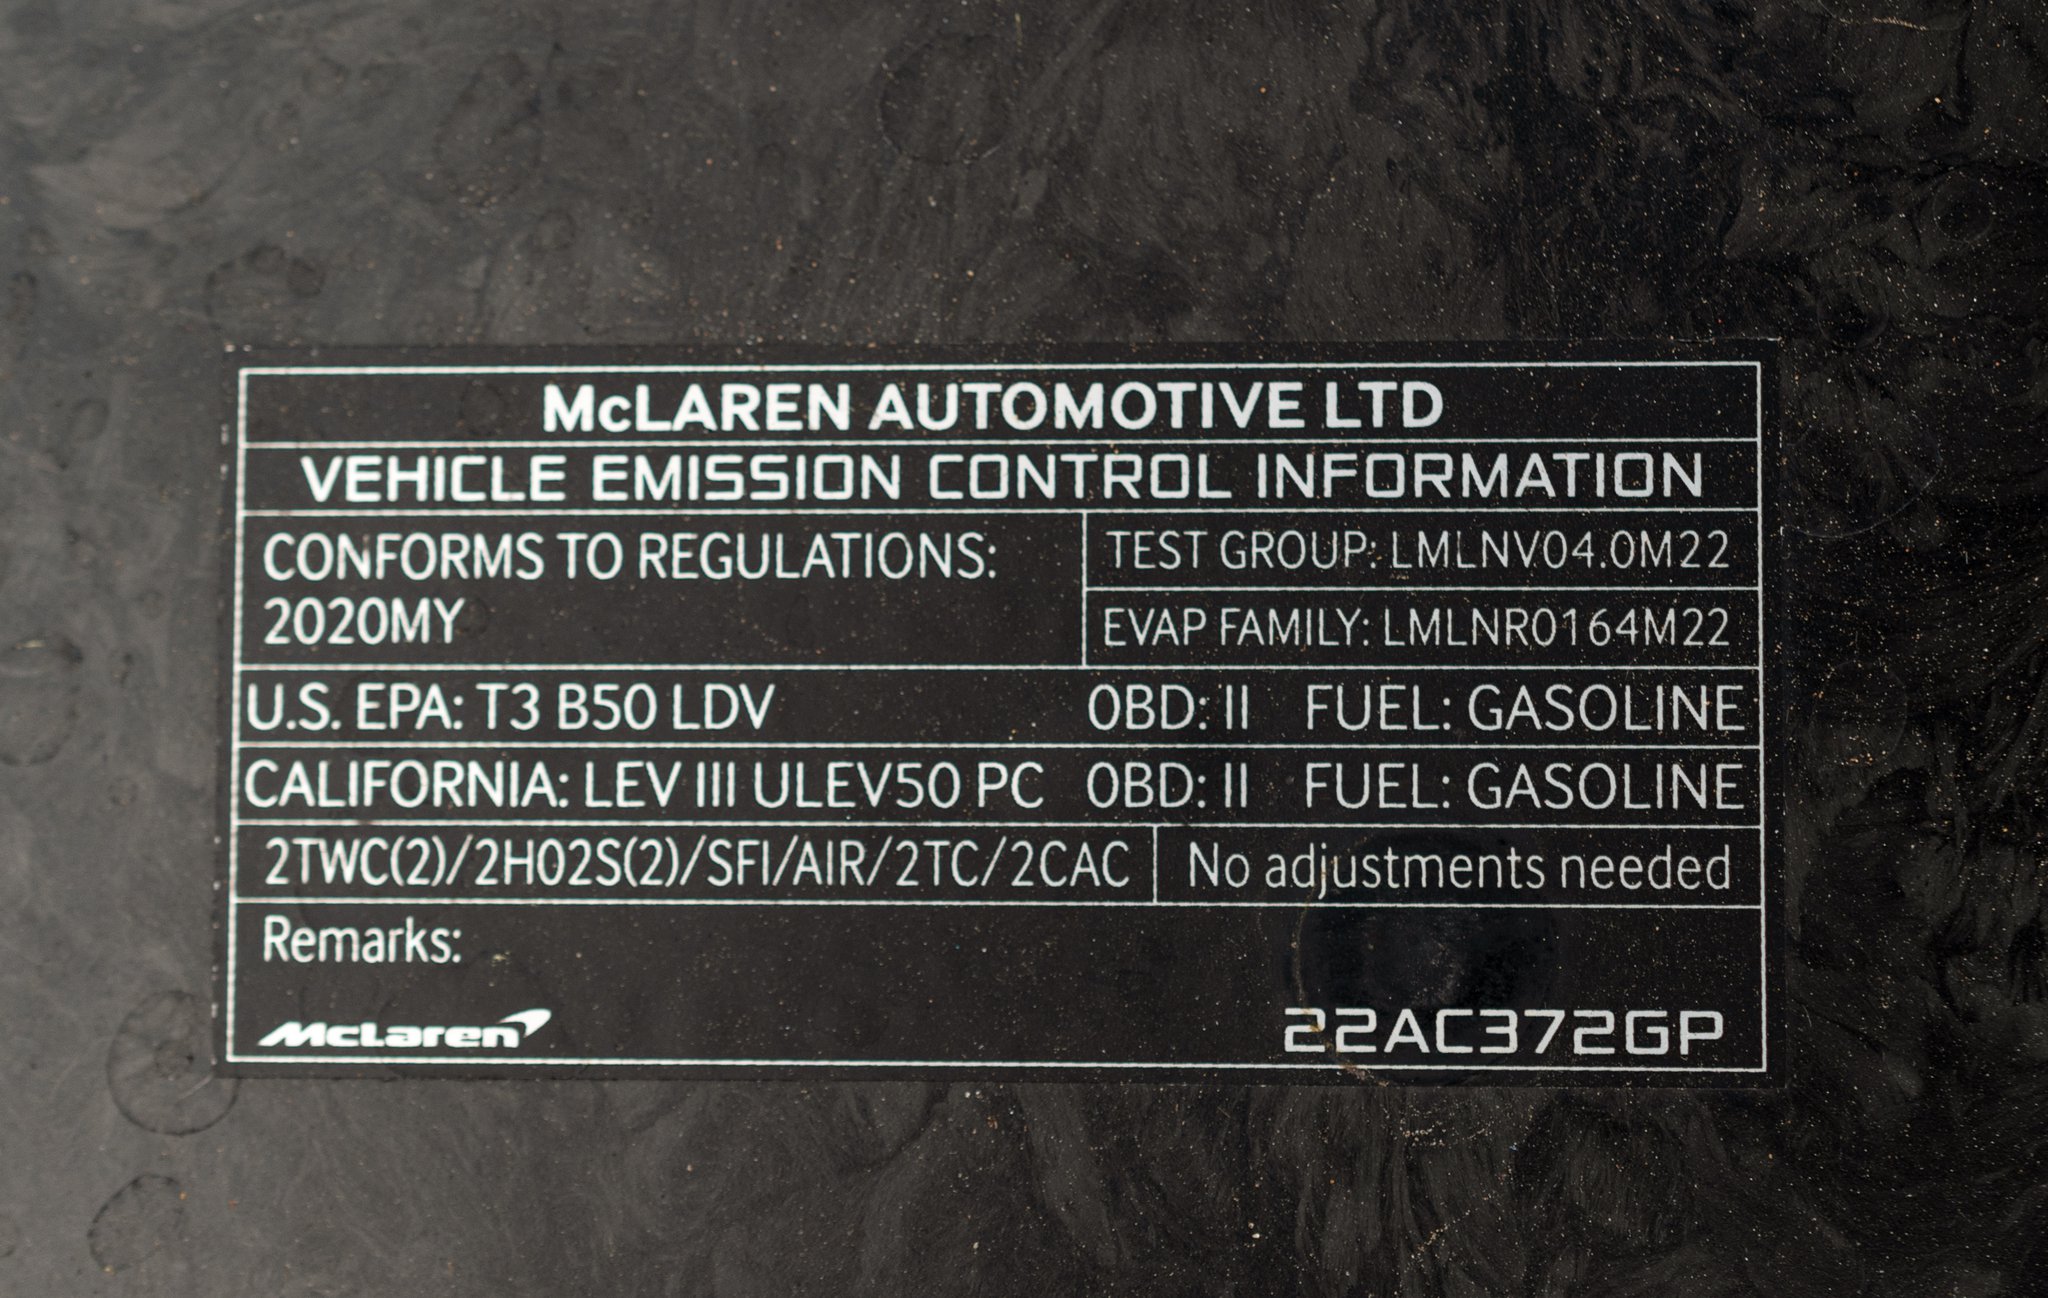 McLAREN AUTOMOTIVE LTD
VEHICLE EMISSION CONTROL INFORMATION
CONFORMS TO REGULATIONS:
2020MY
TEST GROUP: LMLNV04.0M22
EVAP FAMILY: LMLNR0164M22
U.S. EPA: T3 B50 LDV OBD: II FUEL: GASOLINE
CALIFORNIA: LEV III ULEV50 PC OBD: II FUEL: GASOLINE
2TWC(2)/2HO2S(2)/SFI/AIR/2TC/2CAC No adjustments needed
Remarks:
McLaren 22AC372GP